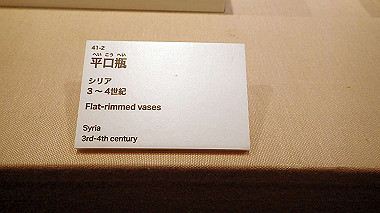 41-2
へい こう へい
平口瓶
シリア
3～4世紀
Flat-rimmed vases
Syria
3rd-4th century